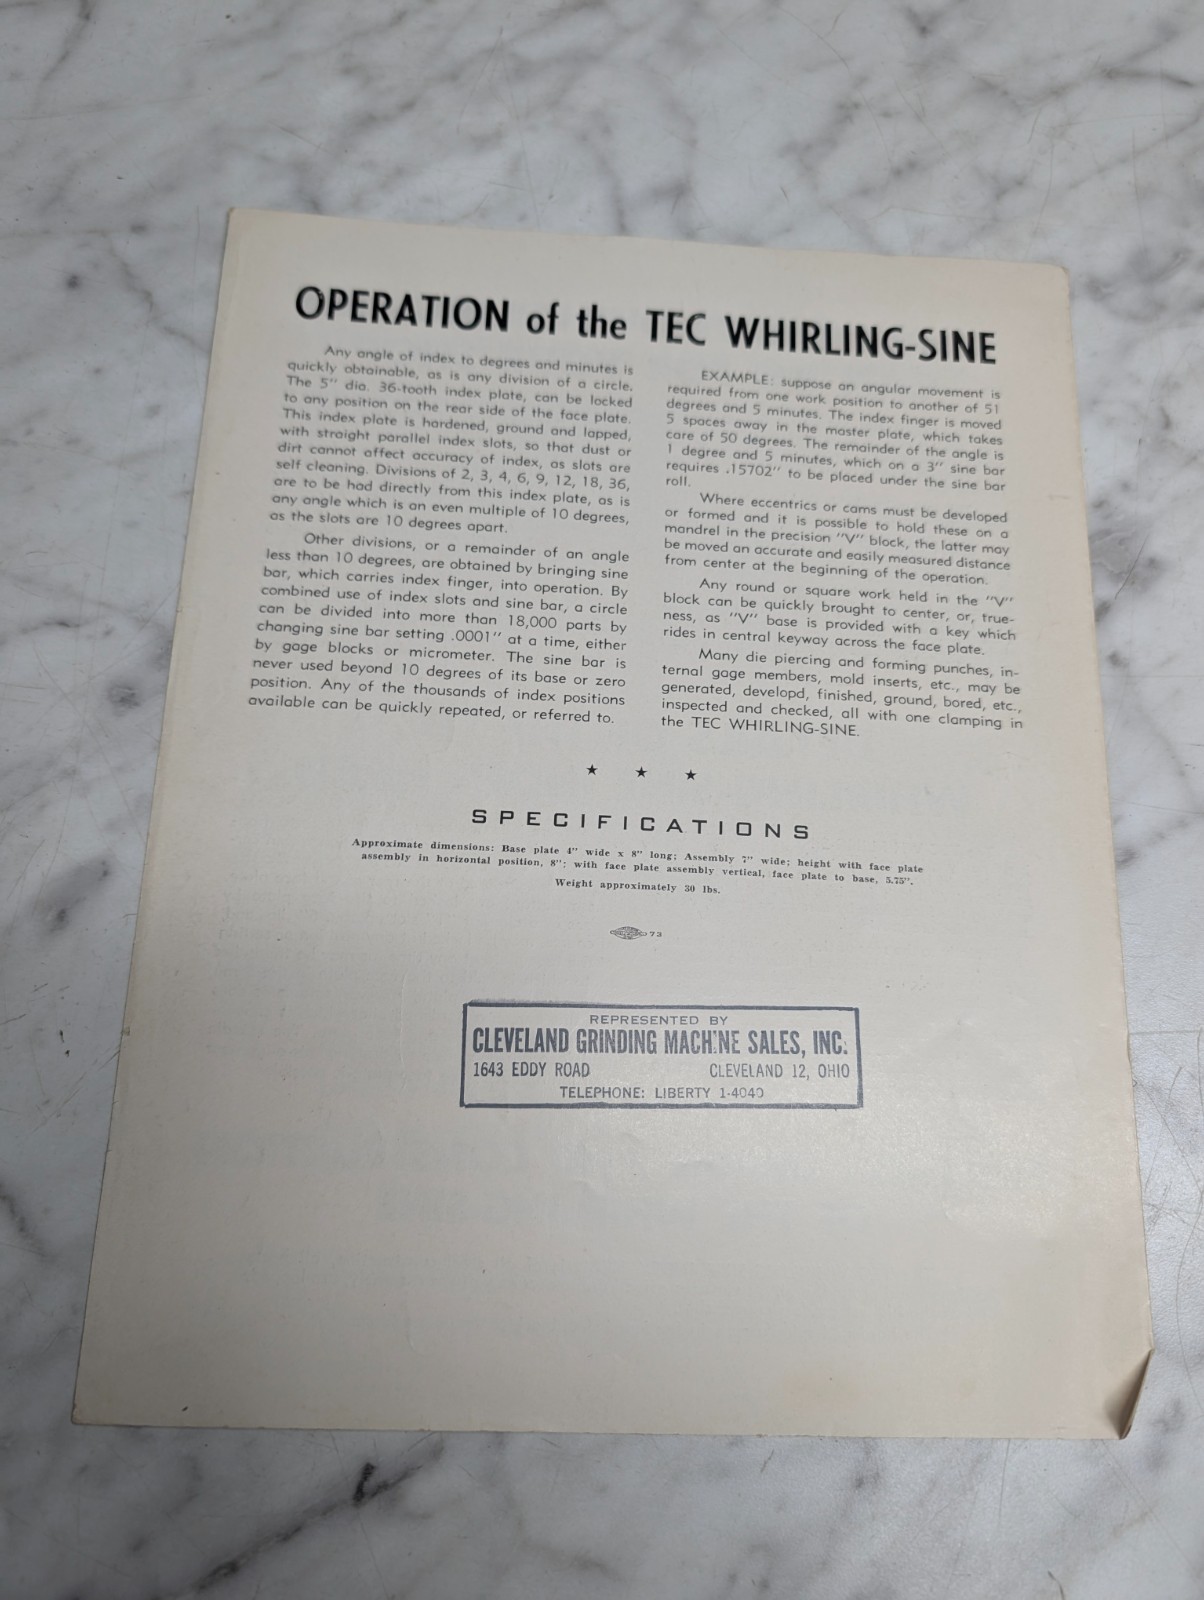 OPERATION of the TEC WHIRLING-SINE
Any angle of index to degrees and minutes is
quickly obtainable, as is any division of a circle.
The 5" dia. 36-tooth index plate, can be locked
to any position on the rear side of the face plate.
This index plate is hardened, ground and lapped,
with straight parallel index slots, so that dust or
dirt cannot affect accuracy of index, as slots are
self cleaning. Divisions of 2, 3, 4, 6, 9, 12, 18, 36,
are to be had directly from this index plate, as is
any angle which is an even multiple of 10 degrees,
as the slots are 10 degrees apart.
Other divisions, or a remainder of an angle
less than 10 degrees, are obtained by bringing sine
bar, which carries index finger, into operation. By
combined use of index slots and sine bar, a circle
can be divided into more than 18,000 parts by
changing sine bar setting .0001" at a time, either
by gage blocks or micrometer. The sine bar is
never used beyond 10 degrees of its base or zero
position. Any of the thousands of index positions
available can be quickly repeated, or referred to.
EXAMPLE: suppose an angular movement is
required from one work position to another of 51
degrees and 5 minutes. The index finger is moved
5 spaces away in the master plate, which takes
care of 50 degrees. The remainder of the angle is
1 degree and 5 minutes, which on a 3" sine bar
requires .15702" to be placed under the sine bar
roll.
Where eccentrics or cams must be developed
or formed and it is possible to hold these on a
mandrel in the precision "V" block, the latter may
be moved an accurate and easily measured distance
from center at the beginning of the operation.
Any round or square work held in the "V"
block can be quickly brought to center, or, true-
ness, as "V" base is provided with a key which
rides in central keyway across the face plate.
Many die piercing and forming punches, in-
ternal gage members, mold inserts, etc., may be
generated, developd, finished, ground, bored, etc.,
inspected and checked, all with one clamping in
the TEC WHIRLING-SINE.
★ ★ ★
SPECIFICATIONS
Approximate dimensions: Base plate 4" wide x 8" long; Assembly 7" wide; height with face plate
assembly in horizontal position, 8"; with face plate assembly vertical, face plate to base, 5.75".
Weight approximately 30 lbs.
73
REPRESENTED BY
CLEVELAND GRINDING MACHINE SALES, INC.
1643 EDDY ROAD CLEVELAND 12, OHIO
TELEPHONE: LIBERTY 1-4040